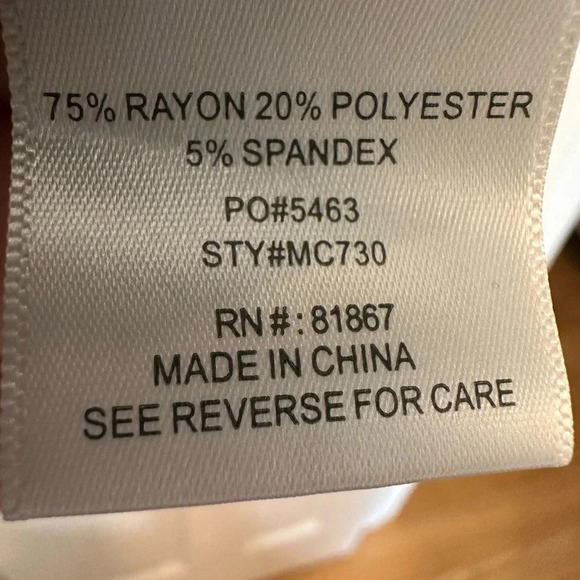 75% RAYON 20% POLYESTER
5% SPANDEX
PO#5463
STY#MC730
RN#: 81867
MADE IN CHINA
SEE REVERSE FOR CARE